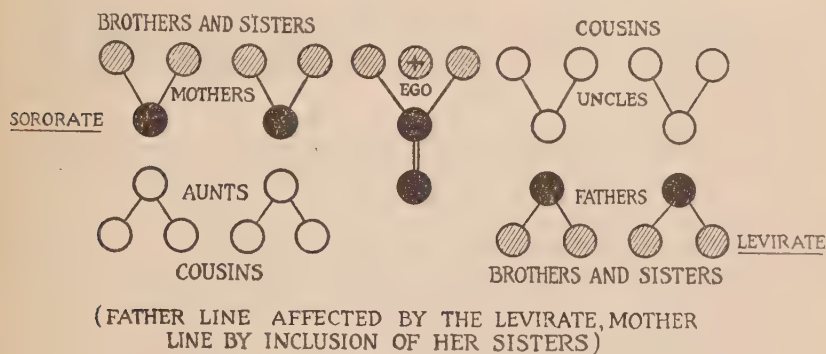 BROTHERS AND SISTERS
COUSINS
MOTHERS
EGO
UNCLES
SORORATE
AUNTS
FATHERS
LEVIRATE
COUSINS
BROTHERS AND SISTERS
(FATHER LINE AFFECTED BY THE LEVIRATE, MOTHER
LINE BY INCLUSION OF HER SISTERS)